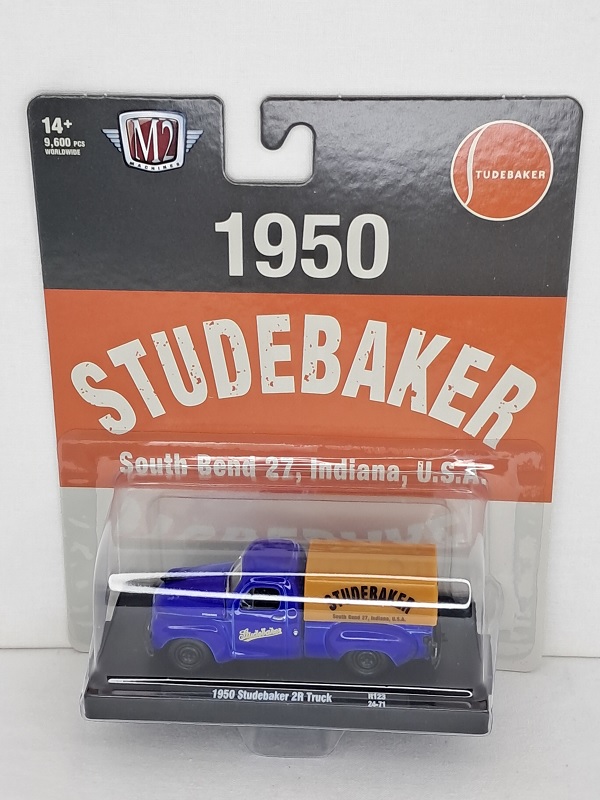 14+
9,600 PCS
WORLDWIDE
M2
MACHINES
STUDEBAKER
1950
STUDEBAKER
South Bend 27, Indiana, U.S.A.
STUDEBAKER
South Bend 27, Indiana, U.S.A.
Studebaker
1950 Studebaker 2R Truck
R123
24-71